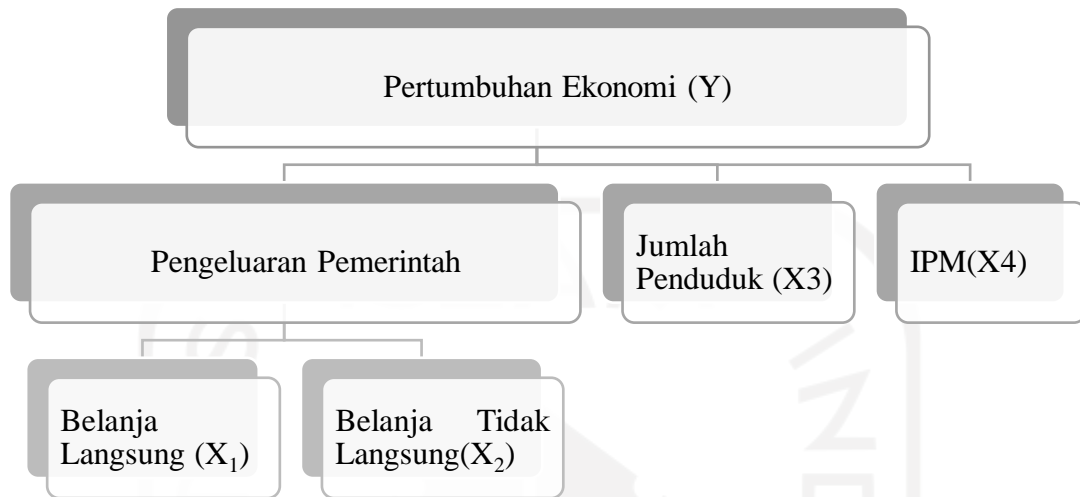 Pertumbuhan Ekonomi (Y)
Pengeluaran Pemerintah
Jumlah
Penduduk (X3)
IPM(X4)
Belanja
Langsung (X₁)
Belanja Tidak
Langsung(X₂)